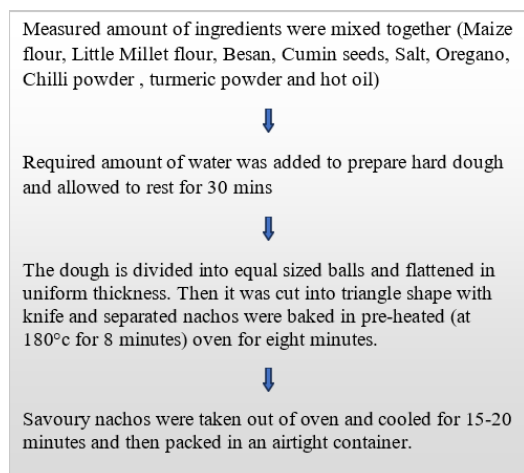 Measured amount of ingredients were mixed together (Maize
flour, Little Millet flour, Besan, Cumin seeds, Salt, Oregano,
Chilli powder , turmeric powder and hot oil)
Required amount of water was added to prepare hard dough
and allowed to rest for 30 mins
The dough is divided into equal sized balls and flattened in
uniform thickness. Then it was cut into triangle shape with
knife and separated nachos were baked in pre-heated (at
180°c for 8 minutes) oven for eight minutes.
Savoury nachos were taken out of oven and cooled for 15-20
minutes and then packed in an airtight container.